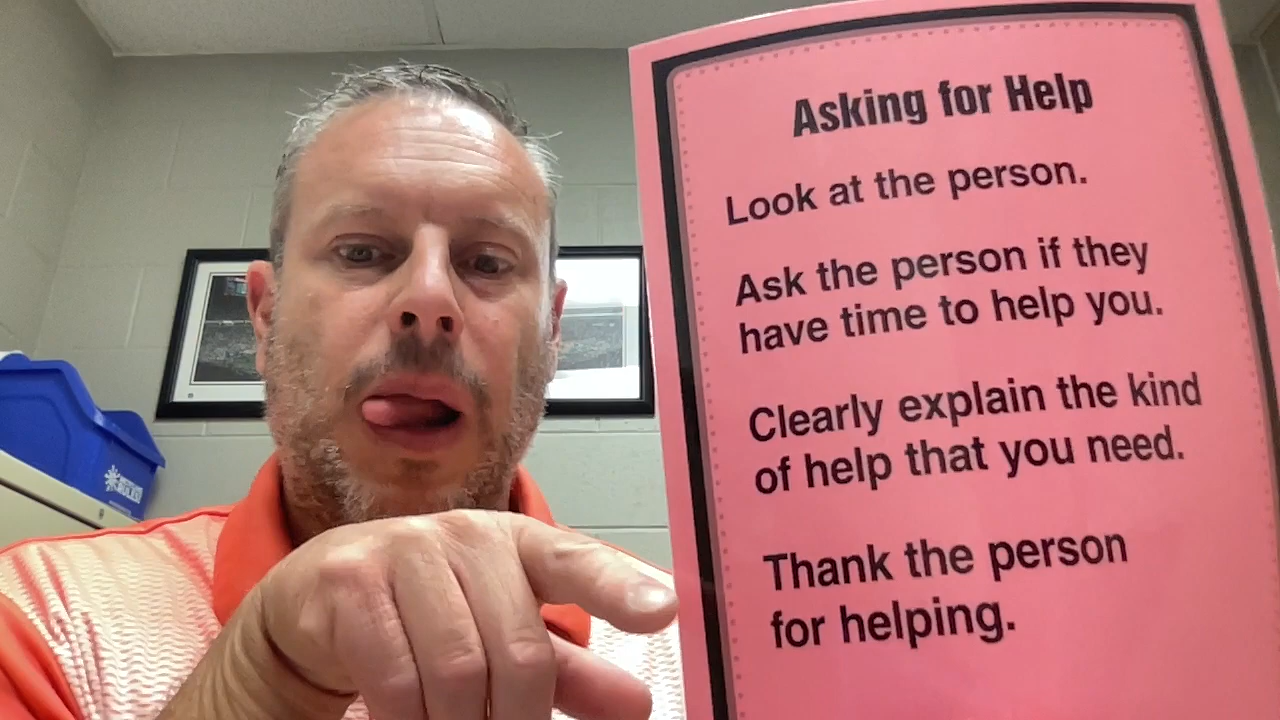 Asking for Help
Look at the person.
Ask the person if they
have time to help you.
Clearly explain the kind
of help that you need.
Thank the person
for helping.